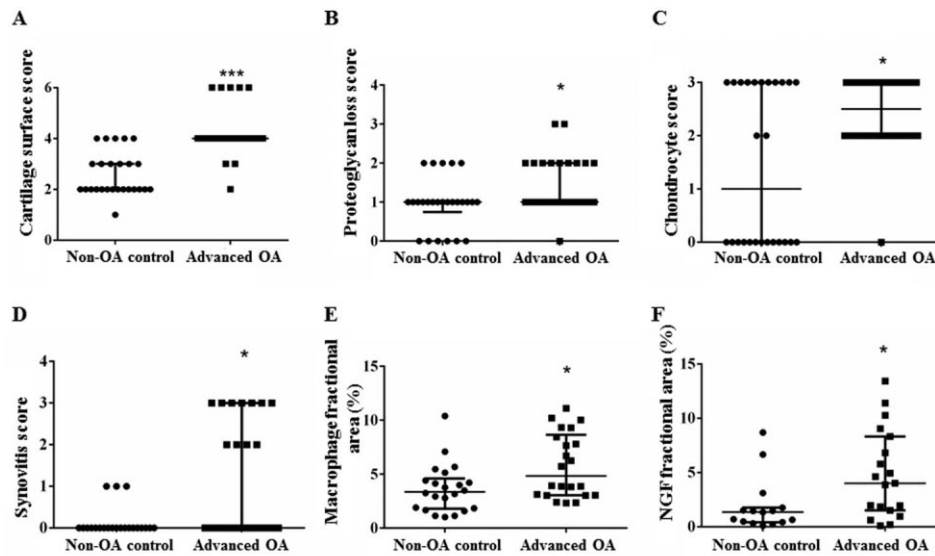 A
Cartilage surface score
6
4
2
0
***
Non-OA control
Advanced OA
B
Proteoglycan loss score
4
3
2
1
0
*
Non-OA control
Advanced OA
C
Chondrocyte score
3
2
1
0
*
Non-OA control
Advanced OA
D
Synovitis score
4
3
2
1
0
*
Non-OA control
Advanced OA
E
Macrophage fractional
area (%)
15
10
5
0
*
Non-OA control
Advanced OA
F
NGF fractional area (%)
15
10
5
0
*
Non-OA control
Advanced OA